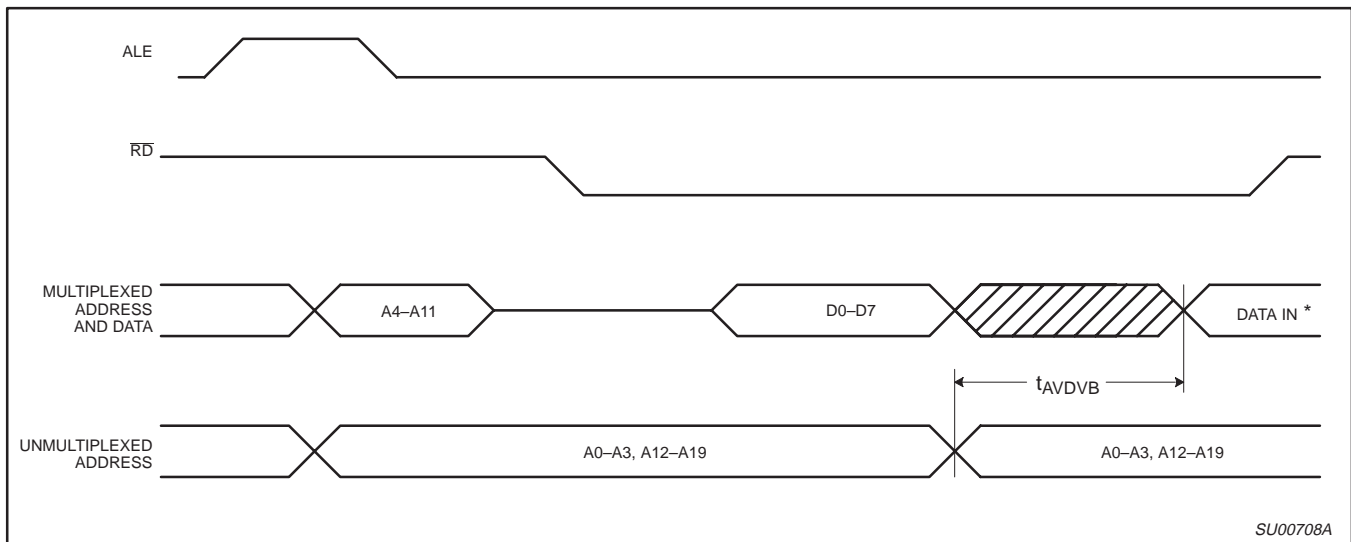 ALE
RD
MULTIPLEXED
ADDRESS
AND DATA
A4–A11
D0–D7
DATA IN *
tAVDVB
UNMULTIPLEXED
ADDRESS
A0–A3, A12–A19
A0–A3, A12–A19
SU00708A